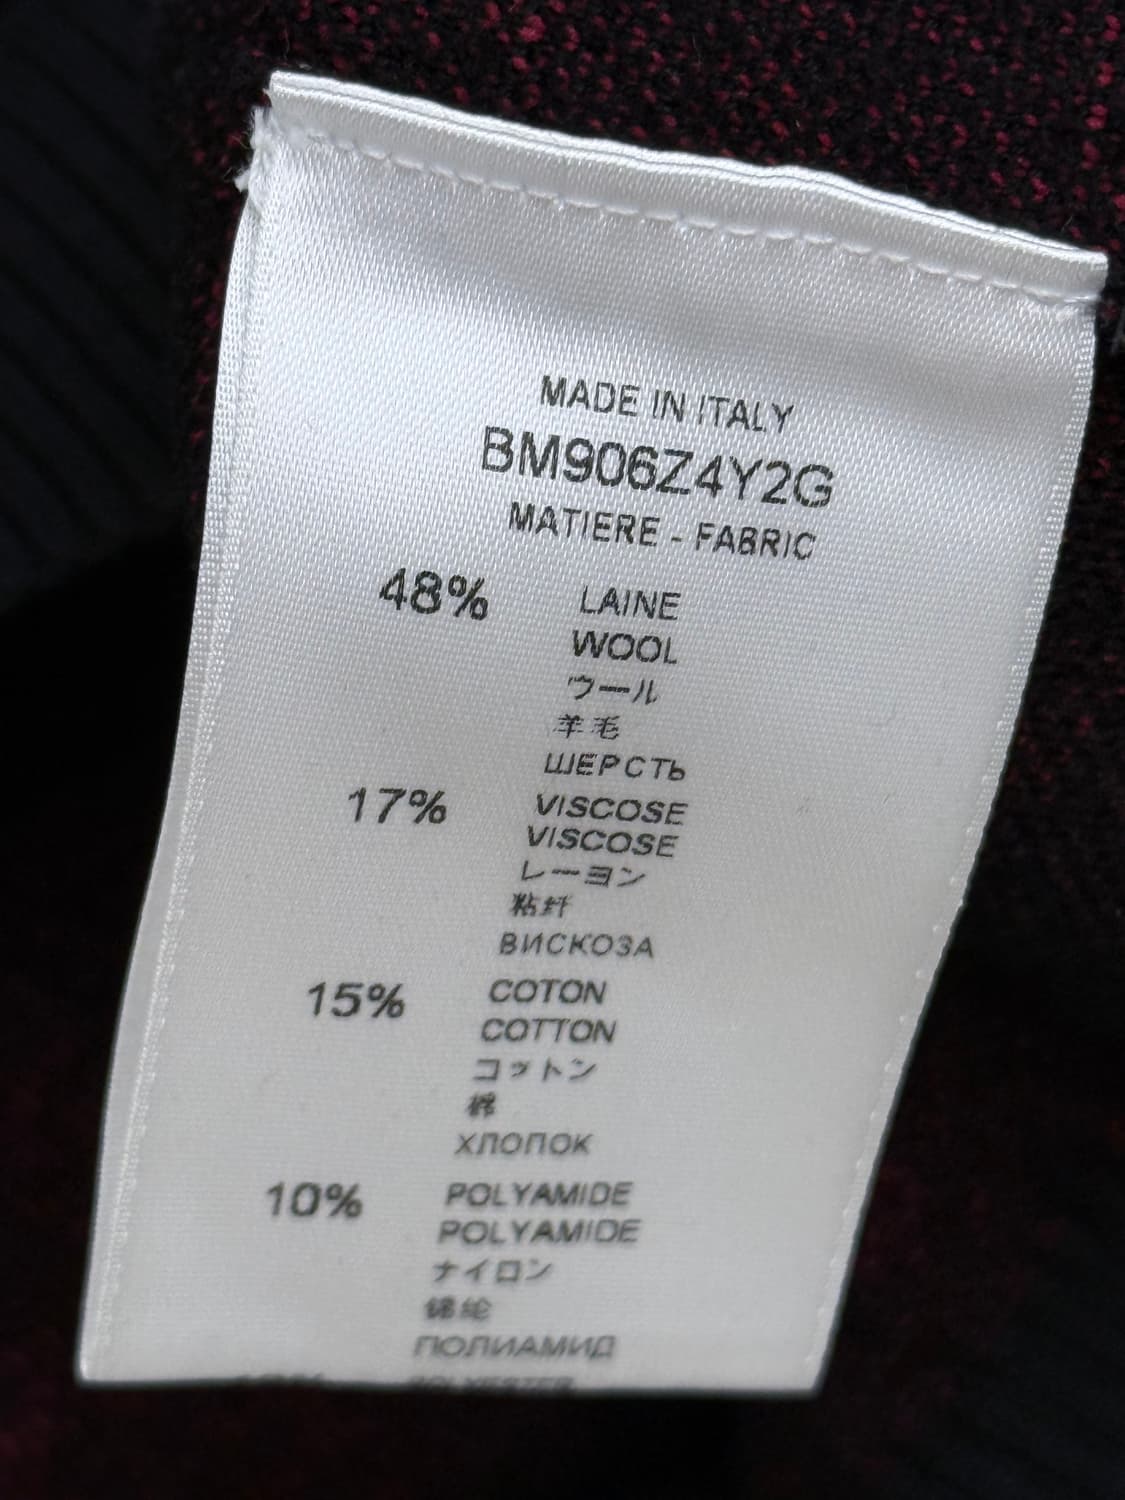 MADE IN ITALY
BM906Z4Y2G
MATIERE - FABRIC
48% LAINE
WOOL
ウール
羊毛
ШЕРСТЬ
17% VISCOSE
VISCOSE
レーヨン
粘纤
ВИСКОЗА
15% COTON
COTTON
コットン
棉
ХЛОПОК
10% POLYAMIDE
POLYAMIDE
ナイロン
锦纶
ПОЛИАМИД
POLYESTER